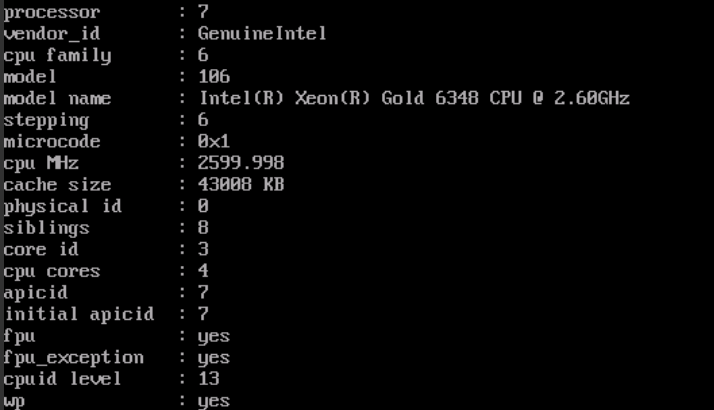 processor : 7
vendor_id : GenuineIntel
cpu family : 6
model : 106
model name : Intel(R) Xeon(R) Gold 6348 CPU @ 2.60GHz
stepping : 6
microcode : 0x1
cpu MHz : 2599.998
cache size : 43008 KB
physical id : 0
siblings : 8
core id : 3
cpu cores : 4
apicid : 7
initial apicid : 7
fpu : yes
fpu_exception : yes
cpuid level : 13
wp : yes